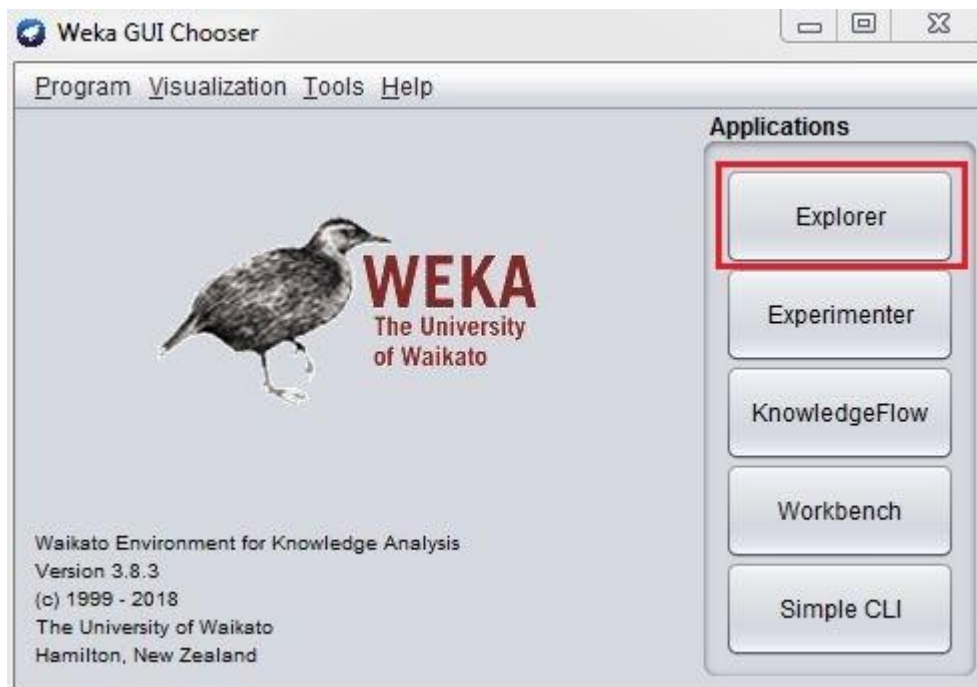 Weka GUI Chooser
Program Visualization Tools Help
Applications
Explorer
WEKA
The University
of Waikato
Experimenter
KnowledgeFlow
Workbench
Simple CLI
Waikato Environment for Knowledge Analysis
Version 3.8.3
(c) 1999 - 2018
The University of Waikato
Hamilton, New Zealand